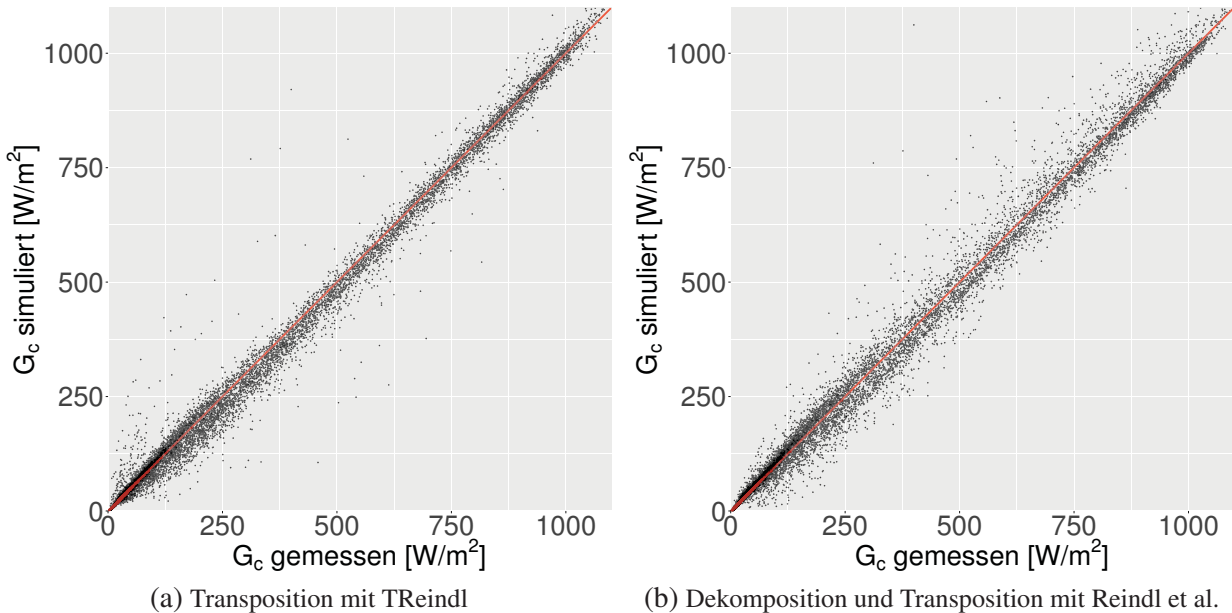 1000
750
500
250
0
G_c simuliert [W/m²]
0 250 500 750 1000
G_c gemessen [W/m²]
(a) Transposition mit TReindl
1000
750
500
250
0
G_c simuliert [W/m²]
0 250 500 750 1000
G_c gemessen [W/m²]
(b) Dekomposition und Transposition mit Reindl et al.